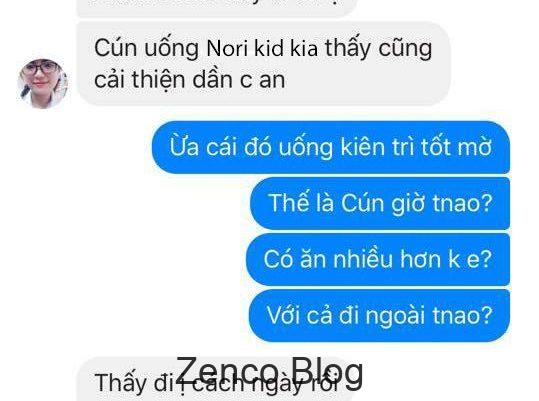 Cún uống Nori kid kia thấy cũng
cải thiện dần c an
Ừa cái đó uống kiên trì tốt mờ
Thế là Cún giờ tnao?
Có ăn nhiều hơn k e?
Với cả đi ngoài tnao?
Zenco Blog
Thấy đi cách ngày rồi